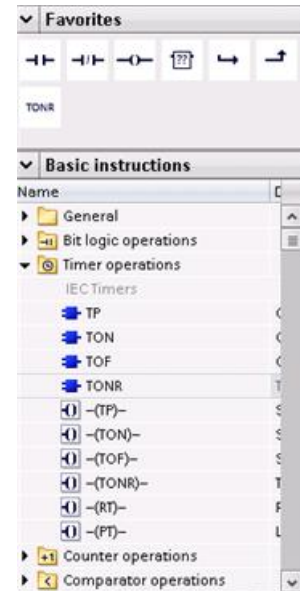 Favorites
??
TONR
Basic instructions
Name
General
Bit logic operations
Timer operations
IEC Timers
TP
TON
TOF
TONR
-(TP)-
-(TON)-
-(TOF)-
-(TONR)-
-(RT)-
-(PT)-
+1 Counter operations
Comparator operations